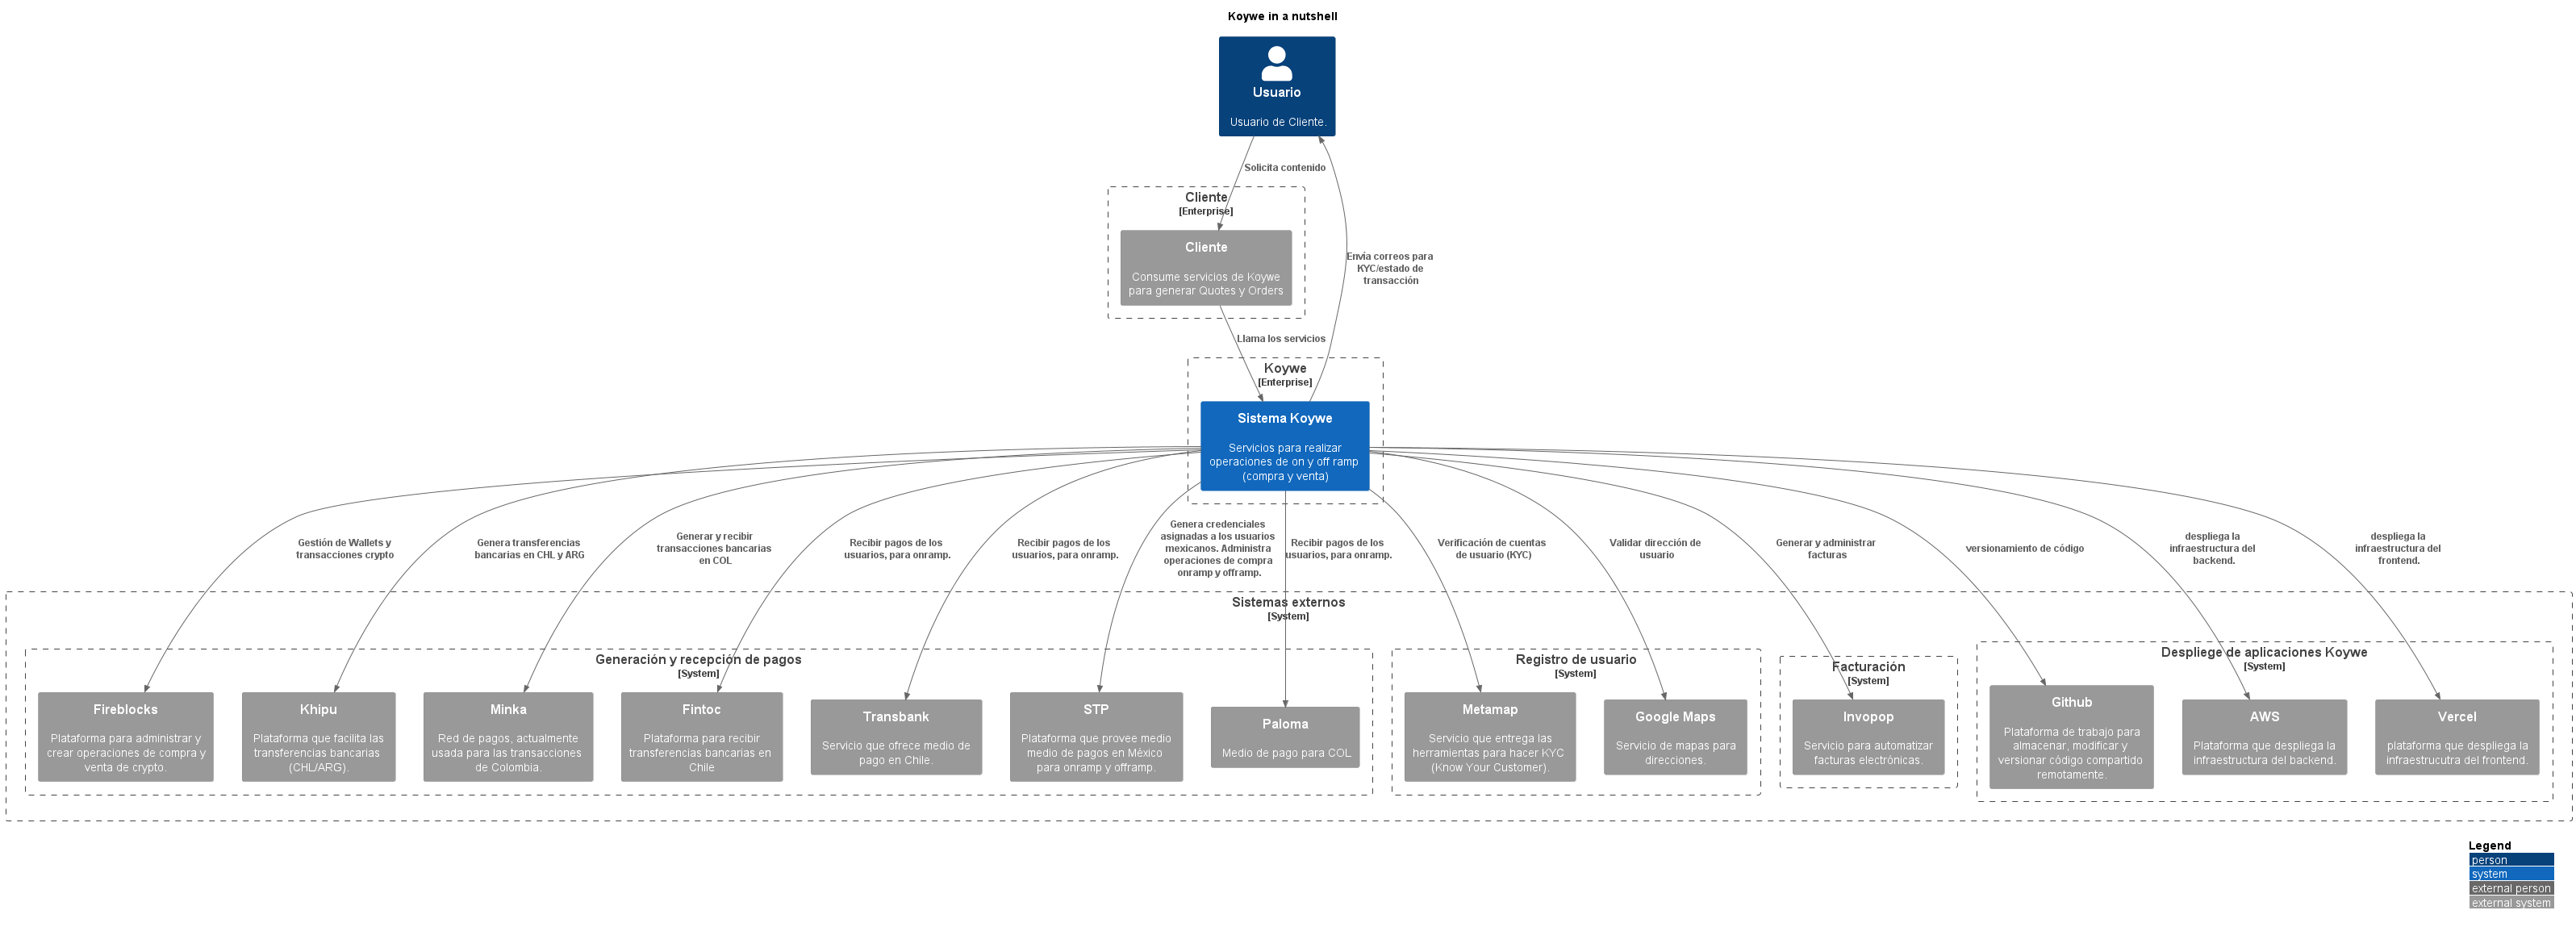 Koywe in a nutshell
Usuario
Usuario de Cliente.
Solicita contenido
Cliente
[Enterprise]
Cliente
Consume servicios de Koywe
para generar Quotes y Orders
Envía correos para
KYC/estado de
transacción
Llama los servicios
Koywe
[Enterprise]
Sistema Koywe
Servicios para realizar
operaciones de on y off ramp
(compra y venta)
Gestión de Wallets y
transacciones crypto
Genera transferencias
bancarias en CHL y ARG
Generar y recibir
transacciones bancarias
en COL
Recibir pagos de los
usuarios, para onramp.
Recibir pagos de los
usuarios, para onramp.
Genera credenciales
asignadas a los usuarios
mexicanos. Administra
operaciones de compra
onramp y offramp.
Recibir pagos de los
usuarios, para onramp.
Verificación de cuentas
de usuario (KYC)
Validar dirección de
usuario
Generar y administrar
facturas
versionamiento de código
despliega la
infraestructura del
backend.
despliega la
infraestructura del
frontend.
Sistemas externos
[System]
Generación y recepción de pagos
[System]
Fireblocks
Plataforma para administrar y
crear operaciones de compra y
venta de crypto.
Khipu
Plataforma que facilita las
transferencias bancarias
(CHL/ARG).
Minka
Red de pagos, actualmente
usada para las transacciones
de Colombia.
Fintoc
Plataforma para recibir
transferencias bancarias en
Chile
Transbank
Servicio que ofrece medio de
pago en Chile.
STP
Plataforma que provee medio
medio de pagos en México
para onramp y offramp.
Paloma
Medio de pago para COL
Registro de usuario
[System]
Metamap
Servicio que entrega las
herramientas para hacer KYC
(Know Your Customer).
Google Maps
Servicio de mapas para
direcciones.
Facturación
[System]
Invopop
Servicio para automatizar
facturas electrónicas.
Despliege de aplicaciones Koywe
[System]
Github
Plataforma de trabajo para
almacenar, modificar y
versionar código compartido
remotamente.
AWS
Plataforma que despliega la
infraestructura del backend.
Vercel
plataforma que despliega la
infraestrucutra del frontend.
Legend
person
system
external person
external system